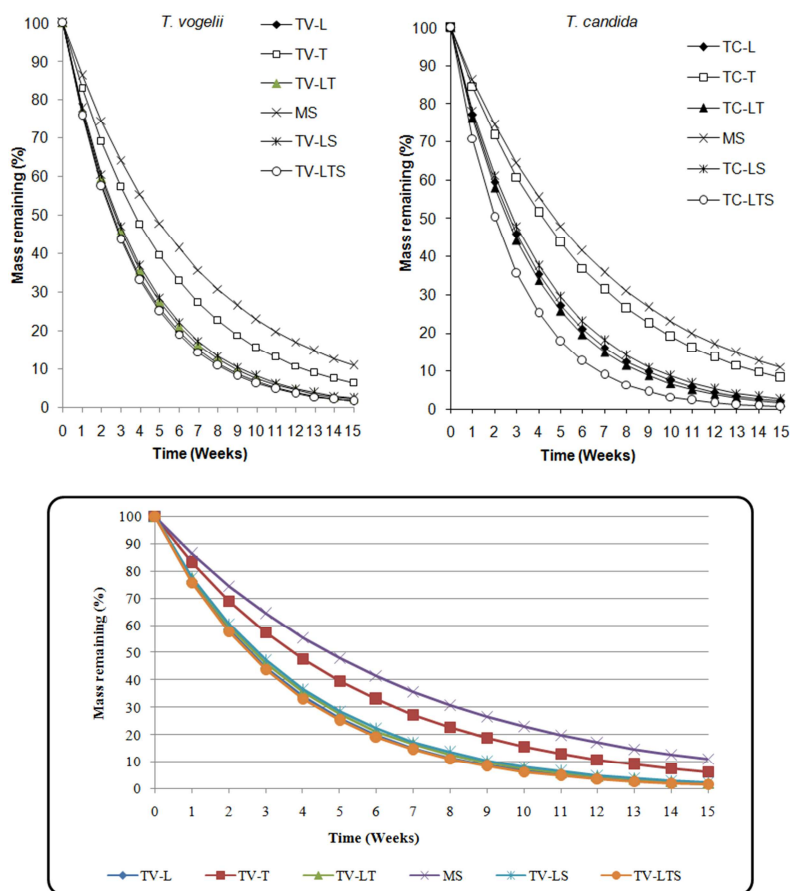 T. vogelii
TV-L
TV-T
TV-LT
MS
TV-LS
TV-LTS
Mass remaining (%)
100
90
80
70
60
50
40
30
20
10
0
0 1 2 3 4 5 6 7 8 9 10 11 12 13 14 15
Time (Weeks)
T. candida
TC-L
TC-T
TC-LT
MS
TC-LS
TC-LTS
Mass remaining (%)
100
90
80
70
60
50
40
30
20
10
0
0 1 2 3 4 5 6 7 8 9 10 11 12 13 14 15
Time (Weeks)
Mass remaining (%)
100
90
80
70
60
50
40
30
20
10
0
0 1 2 3 4 5 6 7 8 9 10 11 12 13 14 15
Time (Weeks)
TV-L TV-T TV-LT MS TV-LS TV-LTS